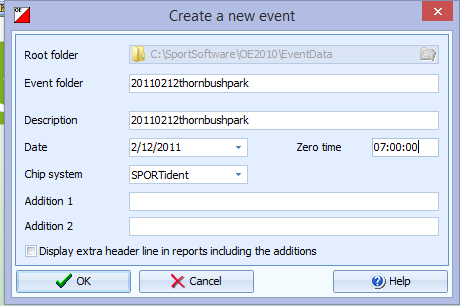 OE
Create a new event
Root folder C:\SportSoftware\OE2010\EventData
Event folder 20110212thornbushpark
Description 20110212thornbushpark
Date 2/12/2011 Zero time 07:00:00
Chip system SPORTident
Addition 1
Addition 2
Display extra header line in reports including the additions
OK Cancel ? Help